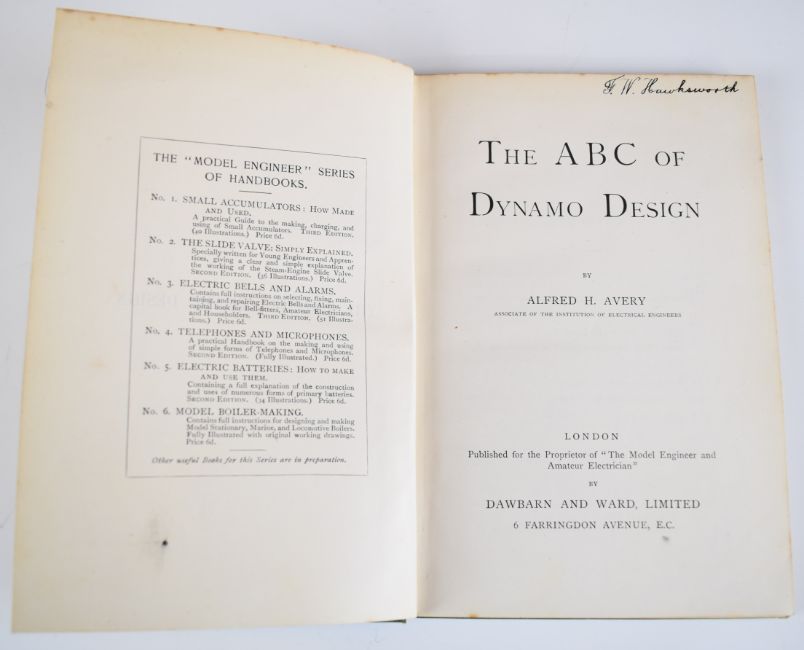 THE "MODEL ENGINEER" SERIES
OF HANDBOOKS.
No. 1. SMALL ACCUMULATORS: HOW MADE
AND USED.
A practical Guide to the making, charging, and
using of Small Accumulators. THIRD EDITION.
(40 Illustrations.) Price 6d.
No. 2. THE SLIDE VALVE: SIMPLY EXPLAINED.
Specially written for Young Engineers and Appren-
tices, giving a clear and simple explanation of
the working of the Steam-Engine Slide Valve.
SECOND EDITION. (36 Illustrations.) Price 6d.
No. 3. ELECTRIC BELLS AND ALARMS.
Contains full instructions on selecting, fixing, main-
taining, and repairing Electric Bells and Alarms. A
capital book for Bell-fitters, Amateur Electricians,
and Householders. THIRD EDITION. (51 Illustra-
tions.) Price 6d.
No. 4. TELEPHONES AND MICROPHONES.
A practical Handbook on the making and using
of simple forms of Telephones and Microphones.
SECOND EDITION. (Fully Illustrated.) Price 6d.
No. 5. ELECTRIC BATTERIES: HOW TO MAKE
AND USE THEM.
Containing a full explanation of the construction
and uses of numerous forms of primary batteries.
SECOND EDITION. (34 Illustrations.) Price 6d.
No. 6. MODEL BOILER-MAKING.
Contains full instructions for designing and making
Model Stationary, Marine, and Locomotive Boilers.
Fully Illustrated with original working drawings.
Price 6d.
Other useful Books for this Series are in preparation.
F. W. Hawksworth
THE ABC OF
DYNAMO DESIGN
BY
ALFRED H. AVERY
ASSOCIATE OF THE INSTITUTION OF ELECTRICAL ENGINEERS
LONDON
Published for the Proprietor of "The Model Engineer and
Amateur Electrician"
BY
DAWBARN AND WARD, LIMITED
6 FARRINGDON AVENUE, E.C.